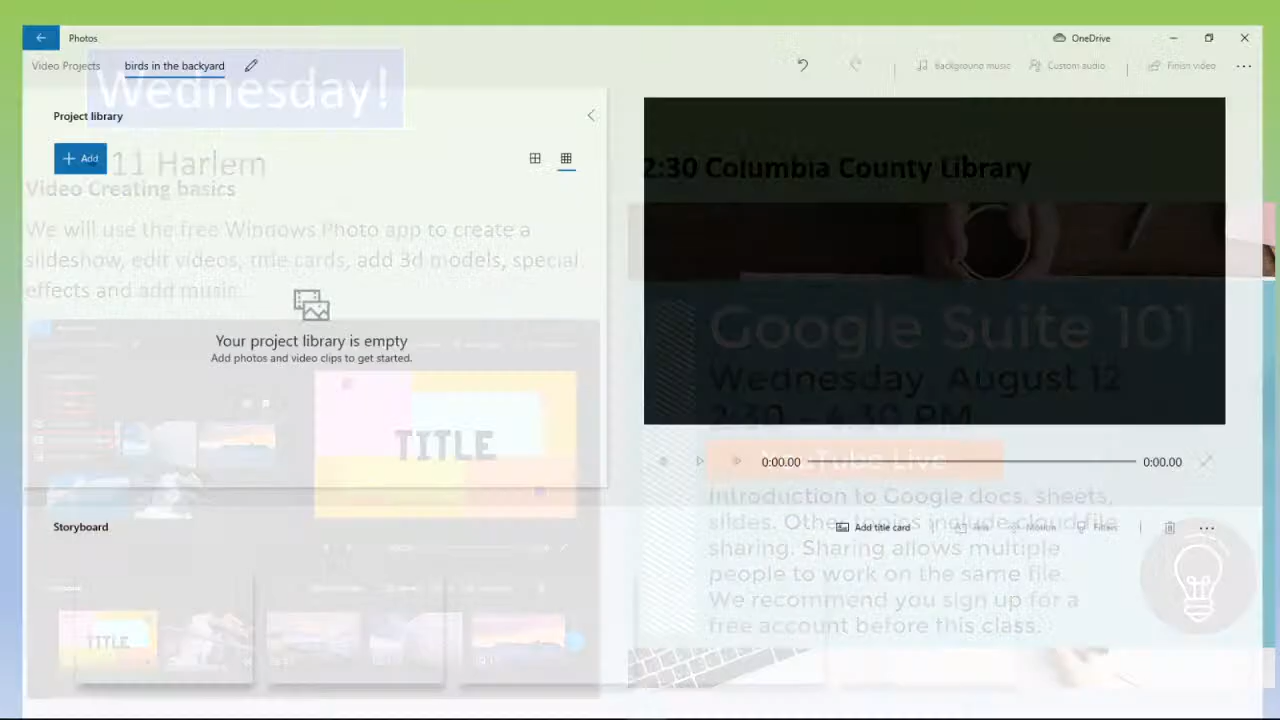 Photos
OneDrive
Video Projects
birds in the backyard
Background music
Custom audio
Finish video
Wednesday!
Project library
Add
11 Harlem
2:30 Columbia County Library
Video Creating basics
We will use the free Windows Photo app to create a
slideshow, edit videos, title cards, add 3d models, special
effects and add music.
Your project library is empty
Add photos and video clips to get started.
Google Suite 101
Wednesday, August 12
2:30 - 4:30 PM
TITLE
YouTube Live
0:00.00
0:00.00
Introduction to Google docs, sheets,
slides. Other topics include cloud file
sharing. Sharing allows multiple
people to work on the same file.
We recommend you sign up for a
free account before this class.
Storyboard
Add title card
Text
Motion
Filters
TITLE